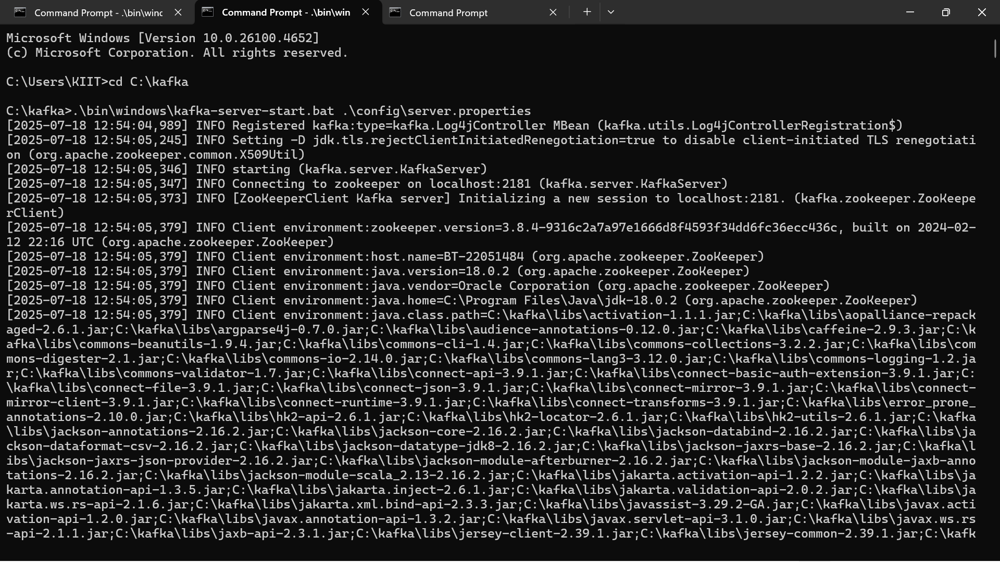 Command Prompt - .\bin\winc
Command Prompt - .\bin\win
Command Prompt
Microsoft Windows [Version 10.0.26100.4652]
(c) Microsoft Corporation. All rights reserved.
C:\Users\KIIT>cd C:\kafka
C:\kafka>.\bin\windows\kafka-server-start.bat .\config\server.properties
[2025-07-18 12:54:04,989] INFO Registered kafka:type=kafka.Log4jController MBean (kafka.utils.Log4jControllerRegistration$)
[2025-07-18 12:54:05,245] INFO Setting -D jdk.tls.rejectClientInitiatedRenegotiation=true to disable client-initiated TLS renegotiati
on (org.apache.zookeeper.common.X509Util)
[2025-07-18 12:54:05,346] INFO starting (kafka.server.KafkaServer)
[2025-07-18 12:54:05,347] INFO Connecting to zookeeper on localhost:2181 (kafka.server.KafkaServer)
[2025-07-18 12:54:05,373] INFO [ZooKeeperClient Kafka server] Initializing a new session to localhost:2181. (kafka.zookeeper.ZooKeepe
rClient)
[2025-07-18 12:54:05,379] INFO Client environment:zookeeper.version=3.8.4-9316c2a7a97e1666d8f4593f34dd6fc36ecc436c, built on 2024-02-
12 22:16 UTC (org.apache.zookeeper.ZooKeeper)
[2025-07-18 12:54:05,379] INFO Client environment:host.name=BT-22051484 (org.apache.zookeeper.ZooKeeper)
[2025-07-18 12:54:05,379] INFO Client environment:java.version=18.0.2 (org.apache.zookeeper.ZooKeeper)
[2025-07-18 12:54:05,379] INFO Client environment:java.vendor=Oracle Corporation (org.apache.zookeeper.ZooKeeper)
[2025-07-18 12:54:05,379] INFO Client environment:java.home=C:\Program Files\Java\jdk-18.0.2 (org.apache.zookeeper.ZooKeeper)
[2025-07-18 12:54:05,379] INFO Client environment:java.class.path=C:\kafka\libs\activation-1.1.1.jar;C:\kafka\libs\aopalliance-repack
aged-2.6.1.jar;C:\kafka\libs\argparse4j-0.7.0.jar;C:\kafka\libs\audience-annotations-0.12.0.jar;C:\kafka\libs\caffeine-2.9.3.jar;C:\k
afka\libs\commons-beanutils-1.9.4.jar;C:\kafka\libs\commons-cli-1.4.jar;C:\kafka\libs\commons-collections-3.2.2.jar;C:\kafka\libs\com
mons-digester-2.1.jar;C:\kafka\libs\commons-io-2.14.0.jar;C:\kafka\libs\commons-lang3-3.12.0.jar;C:\kafka\libs\commons-logging-1.2.ja
r;C:\kafka\libs\commons-validator-1.7.jar;C:\kafka\libs\connect-api-3.9.1.jar;C:\kafka\libs\connect-basic-auth-extension-3.9.1.jar;C:
\kafka\libs\connect-file-3.9.1.jar;C:\kafka\libs\connect-json-3.9.1.jar;C:\kafka\libs\connect-mirror-3.9.1.jar;C:\kafka\libs\connect-
mirror-client-3.9.1.jar;C:\kafka\libs\connect-runtime-3.9.1.jar;C:\kafka\libs\connect-transforms-3.9.1.jar;C:\kafka\libs\error_prone_
annotations-2.10.0.jar;C:\kafka\libs\hk2-api-2.6.1.jar;C:\kafka\libs\hk2-locator-2.6.1.jar;C:\kafka\libs\hk2-utils-2.6.1.jar;C:\kafka
\libs\jackson-annotations-2.16.2.jar;C:\kafka\libs\jackson-core-2.16.2.jar;C:\kafka\libs\jackson-databind-2.16.2.jar;C:\kafka\libs\ja
ckson-dataformat-csv-2.16.2.jar;C:\kafka\libs\jackson-datatype-jdk8-2.16.2.jar;C:\kafka\libs\jackson-jaxrs-base-2.16.2.jar;C:\kafka\l
ibs\jackson-jaxrs-json-provider-2.16.2.jar;C:\kafka\libs\jackson-module-afterburner-2.16.2.jar;C:\kafka\libs\jackson-module-jaxb-anno
tations-2.16.2.jar;C:\kafka\libs\jackson-module-scala_2.13-2.16.2.jar;C:\kafka\libs\jakarta.activation-api-1.2.2.jar;C:\kafka\libs\ja
karta.annotation-api-1.3.5.jar;C:\kafka\libs\jakarta.inject-2.6.1.jar;C:\kafka\libs\jakarta.validation-api-2.0.2.jar;C:\kafka\libs\ja
karta.ws.rs-api-2.1.6.jar;C:\kafka\libs\jakarta.xml.bind-api-2.3.3.jar;C:\kafka\libs\javassist-3.29.2-GA.jar;C:\kafka\libs\javax.acti
vation-api-1.2.0.jar;C:\kafka\libs\javax.annotation-api-1.3.2.jar;C:\kafka\libs\javax.servlet-api-3.1.0.jar;C:\kafka\libs\javax.ws.rs
-api-2.1.1.jar;C:\kafka\libs\jaxb-api-2.3.1.jar;C:\kafka\libs\jersey-client-2.39.1.jar;C:\kafka\libs\jersey-common-2.39.1.jar;C:\kafk